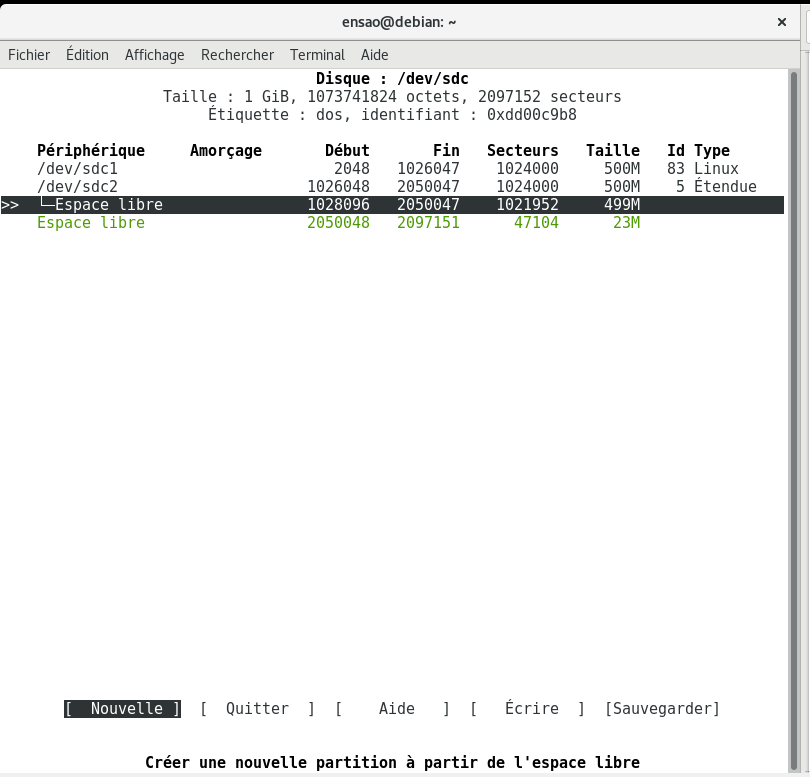 ensao@debian: ~
Fichier Édition Affichage Rechercher Terminal Aide
Disque : /dev/sdc
Taille : 1 GiB, 1073741824 octets, 2097152 secteurs
Étiquette : dos, identifiant : 0xdd00c9b8
Périphérique Amorçage Début Fin Secteurs Taille Id Type
/dev/sdc1 2048 1026047 1024000 500M 83 Linux
/dev/sdc2 1026048 2050047 1024000 500M 5 Étendue
>> └─Espace libre 1028096 2050047 1021952 499M
Espace libre 2050048 2097151 47104 23M
[ Nouvelle ] [ Quitter ] [ Aide ] [ Écrire ] [Sauvegarder]
Créer une nouvelle partition à partir de l'espace libre